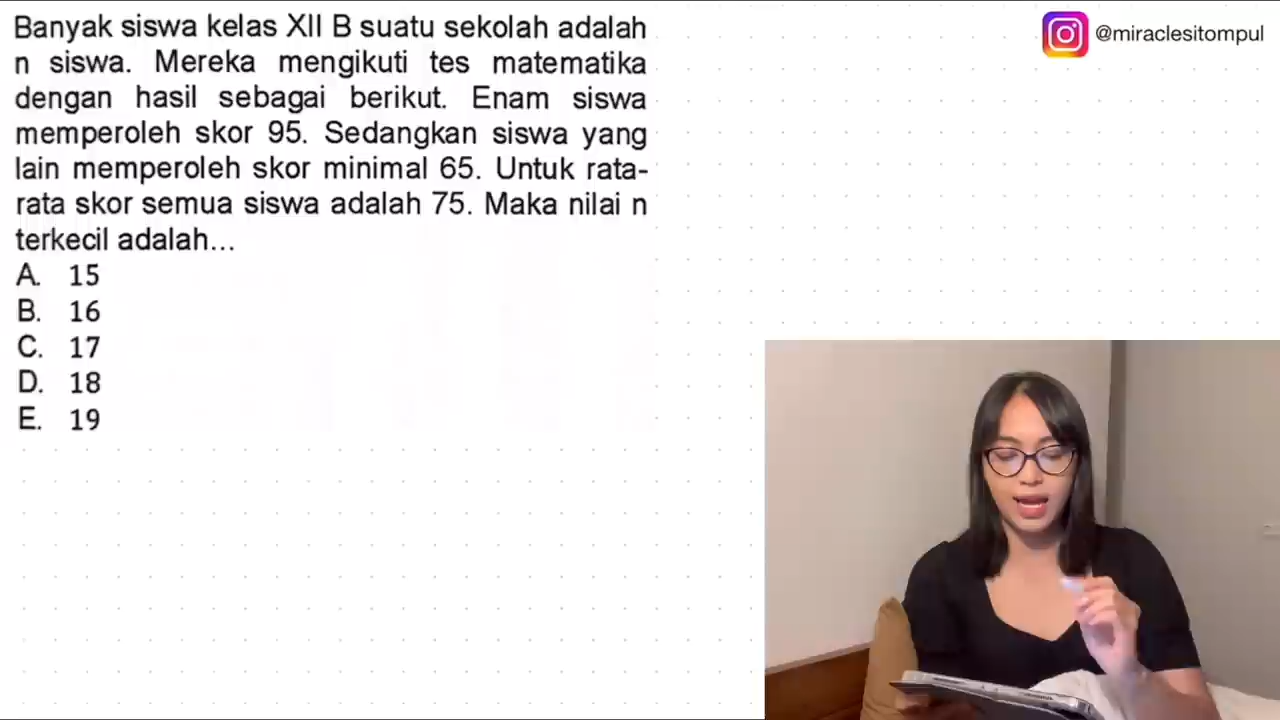 Banyak siswa kelas XII B suatu sekolah adalah
n siswa. Mereka mengikuti tes matematika
dengan hasil sebagai berikut. Enam siswa
memperoleh skor 95. Sedangkan siswa yang
lain memperoleh skor minimal 65. Untuk rata-
rata skor semua siswa adalah 75. Maka nilai n
terkecil adalah...
A. 15
B. 16
C. 17
D. 18
E. 19
@miraclesitompul